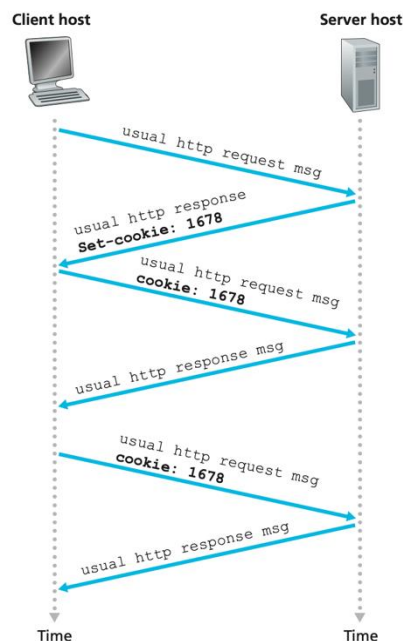 Client host
Server host
usual http request msg
usual http response
Set-cookie: 1678
usual http request msg
cookie: 1678
usual http response msg
usual http request msg
cookie: 1678
usual http response msg
Time
Time